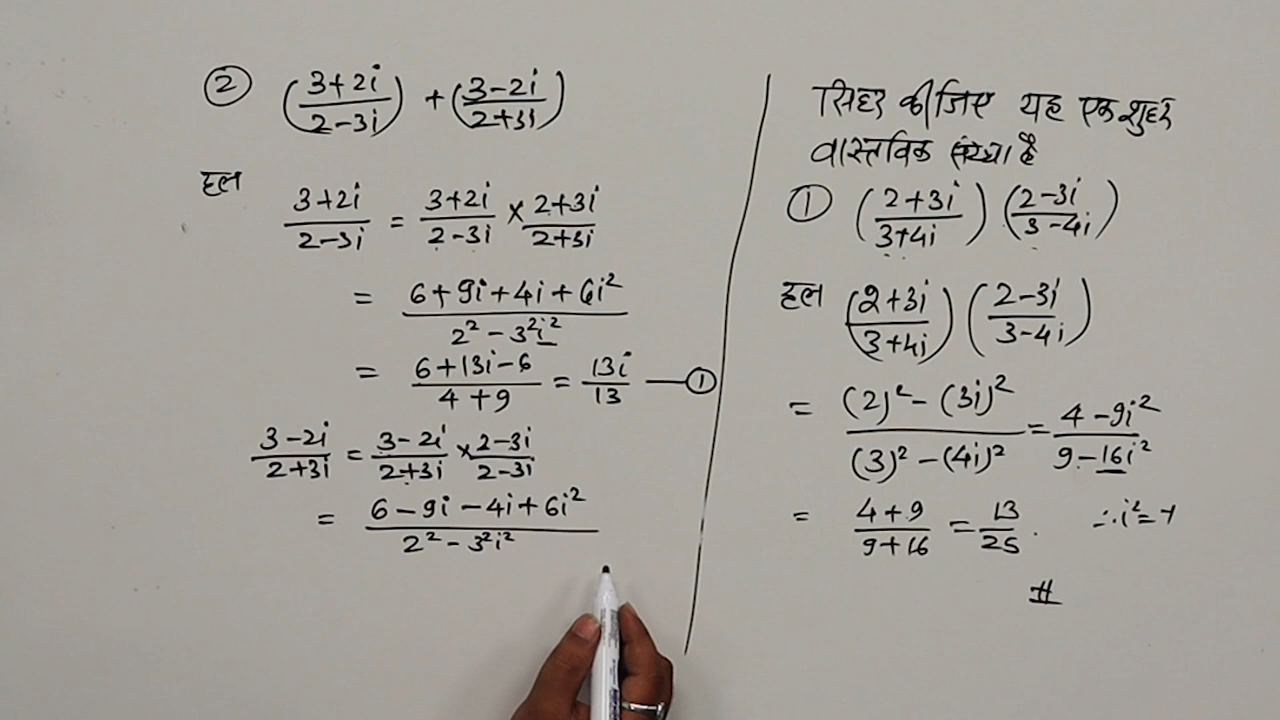 सिद्ध कीजिए यह एक शुद्ध
वास्तविक संख्या है
① ((2+3i)/(3+4i)) ((2-3i)/(3-4i))
हल ((2+3i)/(3+4i)) ((2-3i)/(3-4i))
= ((2)² - (3i)²)/((3)² - (4i)²) = (4-9i²)/(9-16i²)
= (4+9)/(9+16) = 13/25. ∴ i² = -1
#
② ((3+2i)/(2-3i)) + ((3-2i)/(2+3i))
हल
(3+2i)/(2-3i) = (3+2i)/(2-3i) × (2+3i)/(2+3i)
= (6+9i+4i+6i²)/(2² - 3²i²)
= (6+13i-6)/(4+9) = 13i/13 — ①
(3-2i)/(2+3i) = (3-2i)/(2+3i) × (2-3i)/(2-3i)
= (6-9i-4i+6i²)/(2² - 3²i²)